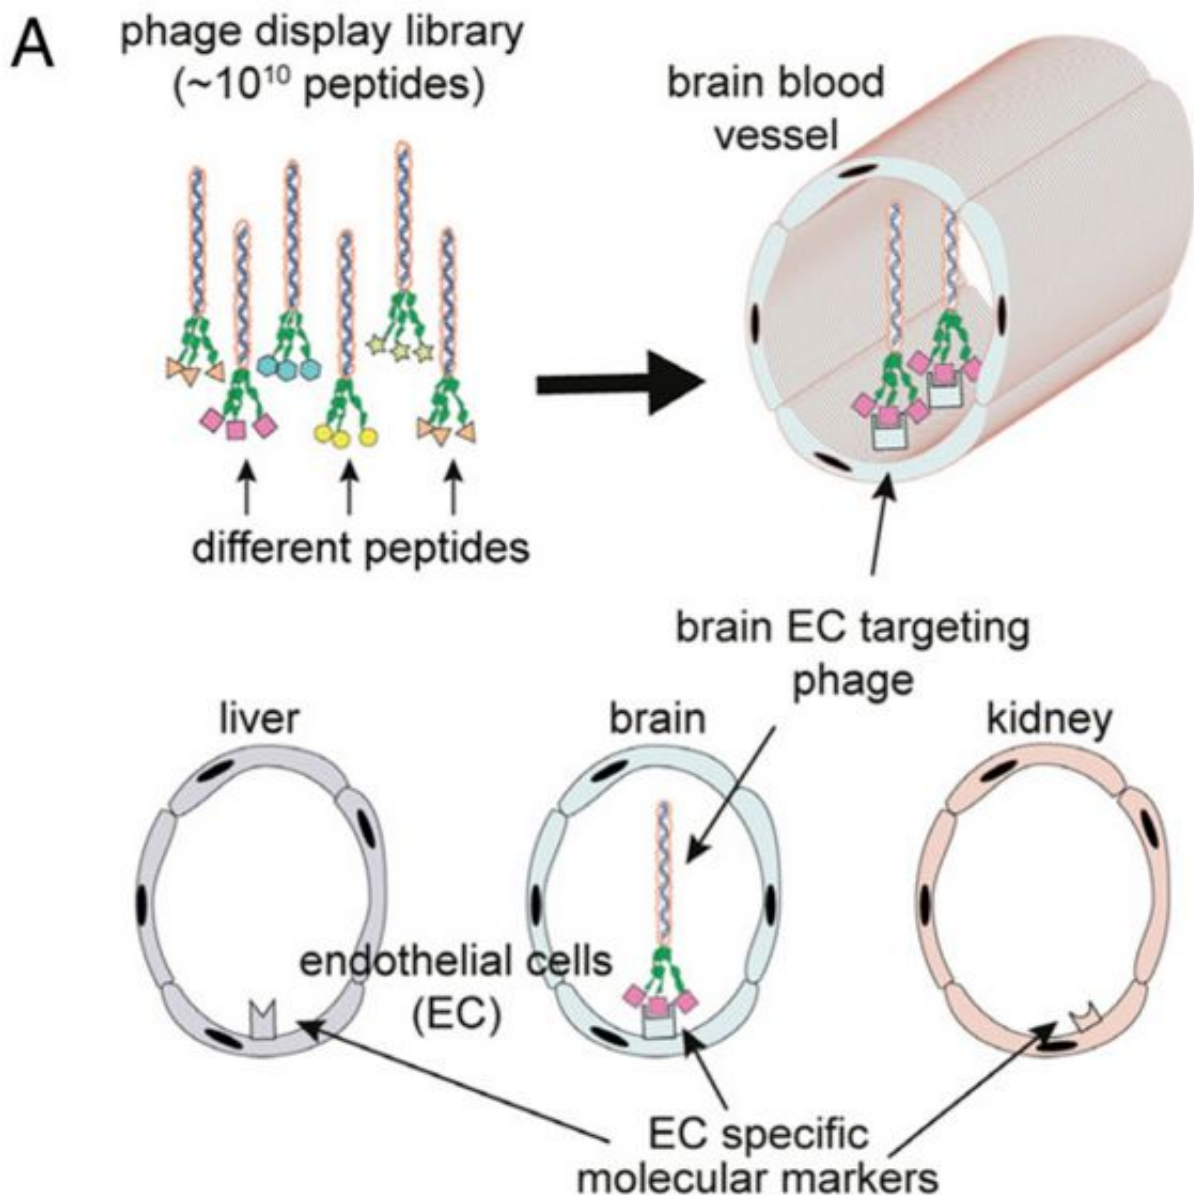 A
phage display library
(~10¹⁰ peptides)
brain blood
vessel
different peptides
brain EC targeting
phage
liver
brain
kidney
endothelial cells
(EC)
EC specific
molecular markers